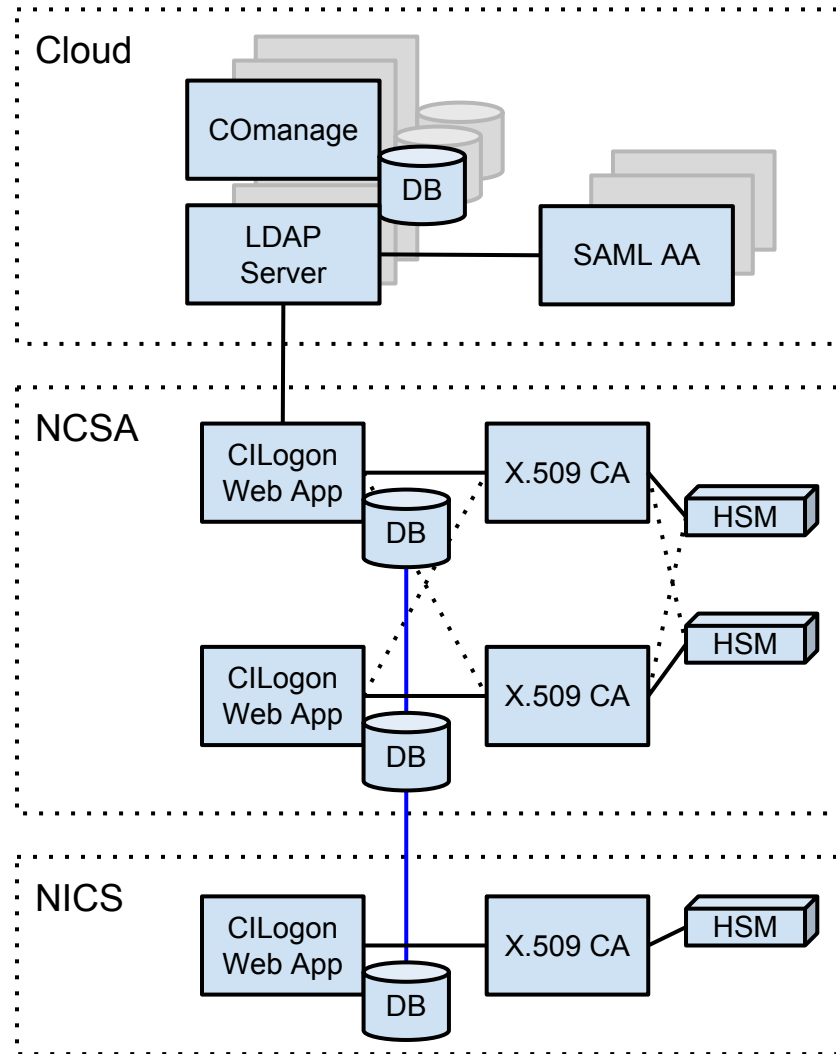 Cloud
COmanage
DB
LDAP
Server
SAML AA
NCSA
CILogon
Web App
X.509 CA
HSM
DB
HSM
CILogon
Web App
X.509 CA
DB
NICS
CILogon
Web App
X.509 CA
HSM
DB